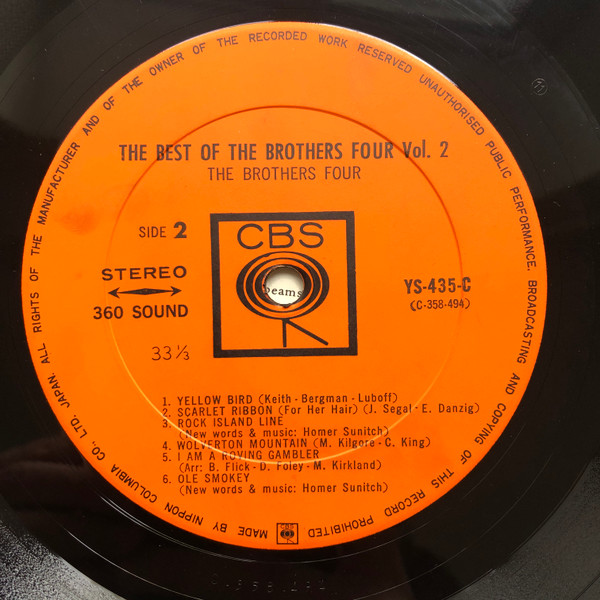 MADE BY NIPPON COLUMBIA CO., LTD. JAPAN. ALL RIGHTS OF THE MANUFACTURER AND OF THE OWNER OF THE RECORDED WORK RESERVED UNAUTHORISED PUBLIC PERFORMANCE. BROADCASTING AND COPYING OF THIS RECORD PROHIBITED
THE BEST OF THE BROTHERS FOUR Vol. 2
THE BROTHERS FOUR
SIDE 2
CBS
STEREO
360 SOUND
YS-435-C
(C-358-494)
beams
33 1/3
1. YELLOW BIRD (Keith - Bergman - Luboff)
2. SCARLET RIBBON (For Her Hair) (J. Segal - E. Danzig)
3. ROCK ISLAND LINE
(New words & music: Homer Sunitch)
4. WOLVERTON MOUNTAIN (M. Kilgore - C. King)
5. I AM A ROVING GAMBLER
(Arr: B. Flick - D. Foley - M. Kirkland)
6. OLE SMOKEY
(New words & music: Homer Sunitch)
CBS